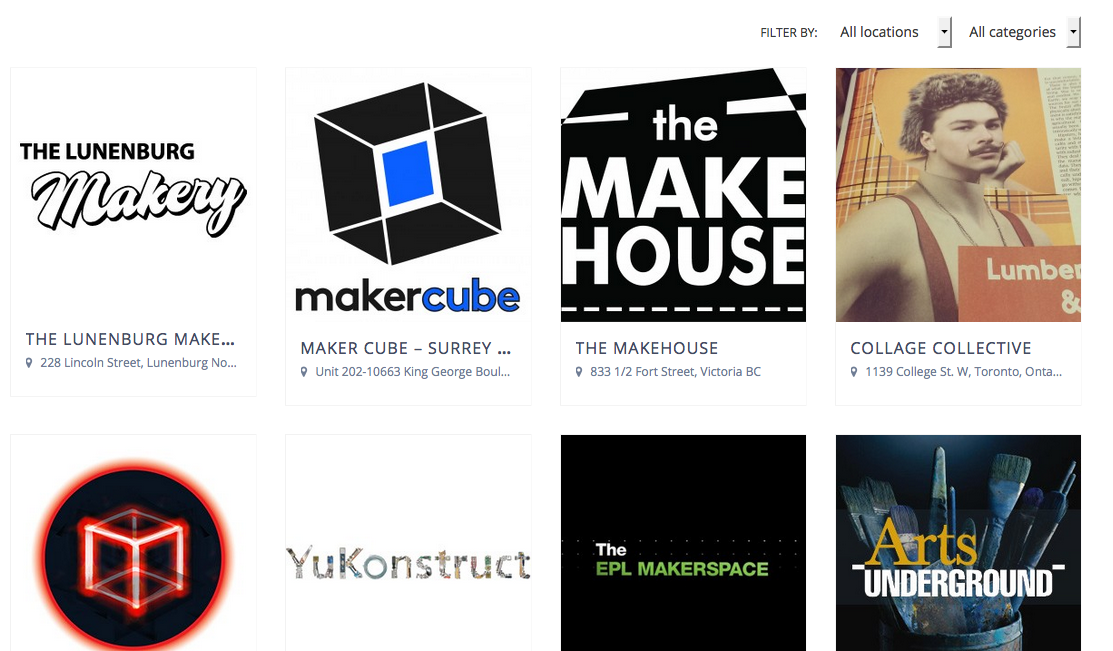 FILTER BY: All locations All categories
THE LUNENBURG
Makery
THE LUNENBURG MAKE...
228 Lincoln Street, Lunenburg No...
makercube
MAKER CUBE – SURREY ...
Unit 202-10663 King George Boul...
the
MAKE
HOUSE
THE MAKEHOUSE
833 1/2 Fort Street, Victoria BC
Lumber
&
COLLAGE COLLECTIVE
1139 College St. W, Toronto, Onta...
YuKonstruct
The
EPL MAKERSPACE
Arts
UNDERGROUND